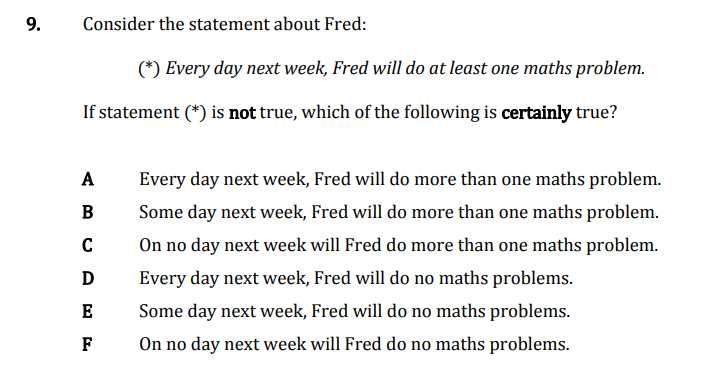 9. Consider the statement about Fred:
(*) Every day next week, Fred will do at least one maths problem.
If statement (*) is not true, which of the following is certainly true?
A Every day next week, Fred will do more than one maths problem.
B Some day next week, Fred will do more than one maths problem.
C On no day next week will Fred do more than one maths problem.
D Every day next week, Fred will do no maths problems.
E Some day next week, Fred will do no maths problems.
F On no day next week will Fred do no maths problems.